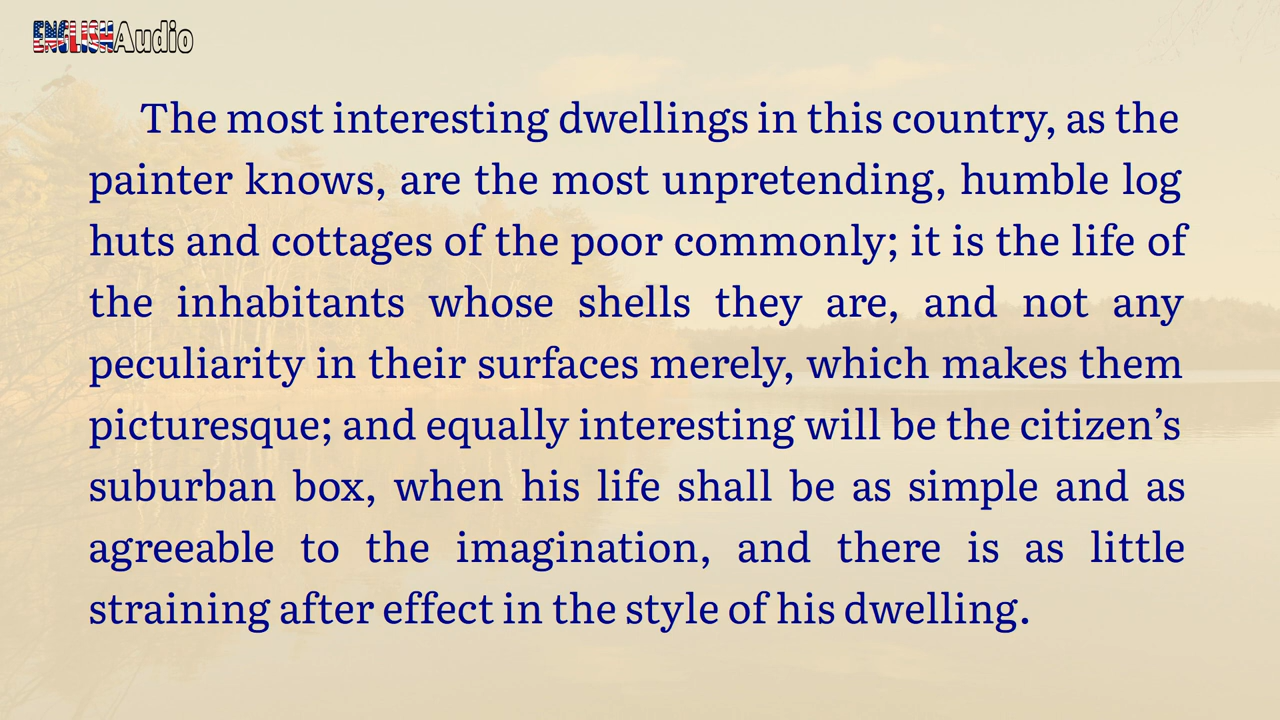 ENGLISHAudio
The most interesting dwellings in this country, as the
painter knows, are the most unpretending, humble log
huts and cottages of the poor commonly; it is the life of
the inhabitants whose shells they are, and not any
peculiarity in their surfaces merely, which makes them
picturesque; and equally interesting will be the citizen’s
suburban box, when his life shall be as simple and as
agreeable to the imagination, and there is as little
straining after effect in the style of his dwelling.